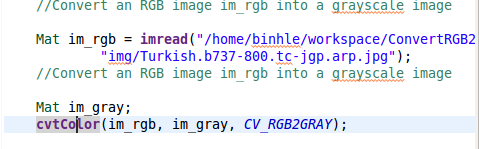 //Convert an RGB image im_rgb into a grayscale image
Mat im_rgb = imread("/home/binhle/workspace/ConvertRGB2
"img/Turkish.b737-800.tc-jgp.arp.jpg");
//Convert an RGB image im_rgb into a grayscale image
Mat im_gray;
cvtColor(im_rgb, im_gray, CV_RGB2GRAY);